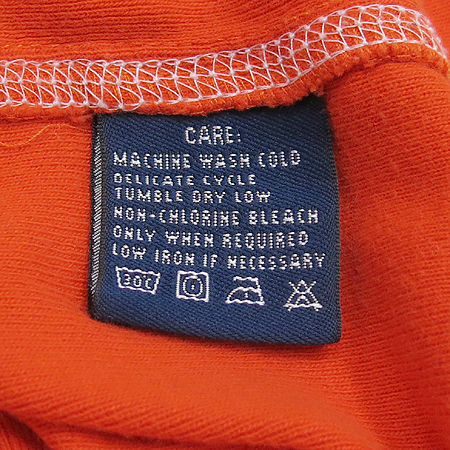 CARE:
MACHINE WASH COLD
DELICATE CYCLE
TUMBLE DRY LOW
NON-CHLORINE BLEACH
ONLY WHEN REQUIRED
LOW IRON IF NECESSARY
30C